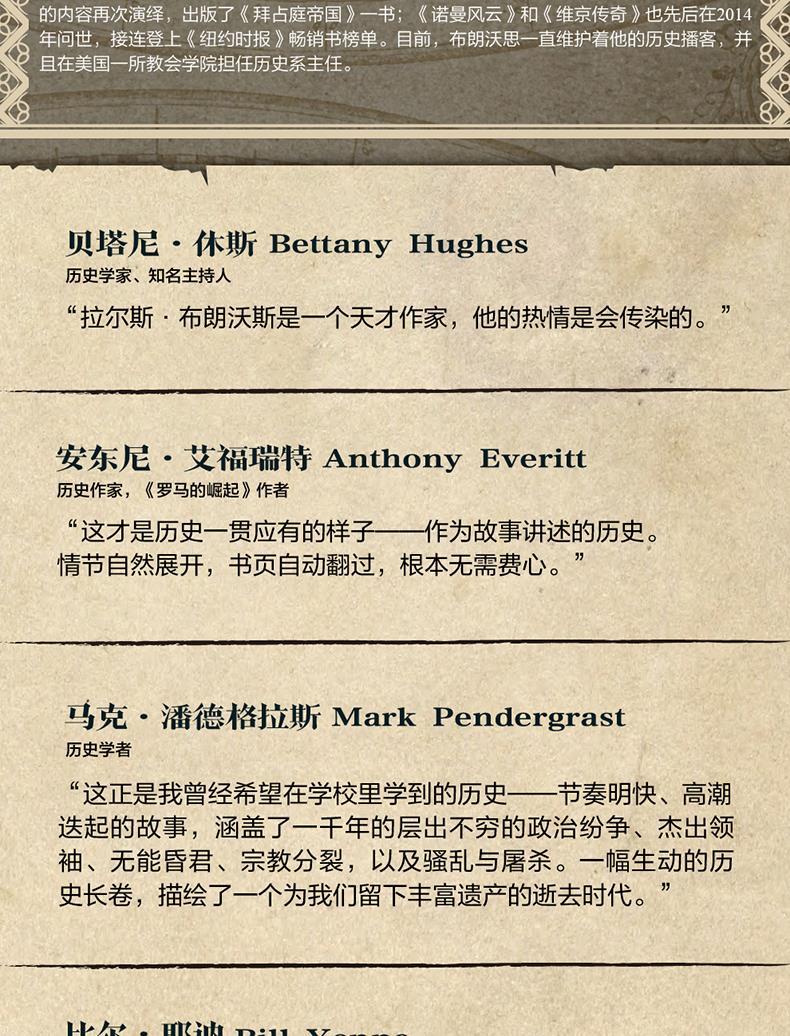 的内容再次演绎，出版了《拜占庭帝国》一书；《诺曼风云》和《维京传奇》也先后在2014
年问世，接连登上《纽约时报》畅销书榜单。目前，布朗沃思一直维护着他的历史播客，并
且在美国一所教会学院担任历史系主任。
贝塔尼·休斯 Bettany Hughes
历史学家、知名主持人
“拉尔斯·布朗沃斯是一个天才作家，他的热情是会传染的。”
安东尼·艾福瑞特 Anthony Everitt
历史作家，《罗马的崛起》作者
“这才是历史一贯应有的样子——作为故事讲述的历史。
情节自然展开，书页自动翻过，根本无需费心。”
马克·潘德格拉斯 Mark Pendergrast
历史学者
“这正是我曾经希望在学校里学到的历史——节奏明快、高潮
迭起的故事，涵盖了一千年的层出不穷的政治纷争、杰出领
袖、无能昏君、宗教分裂，以及骚乱与屠杀。一幅生动的历
史长卷，描绘了一个为我们留下丰富遗产的逝去时代。”
比尔·耶迪 Bill